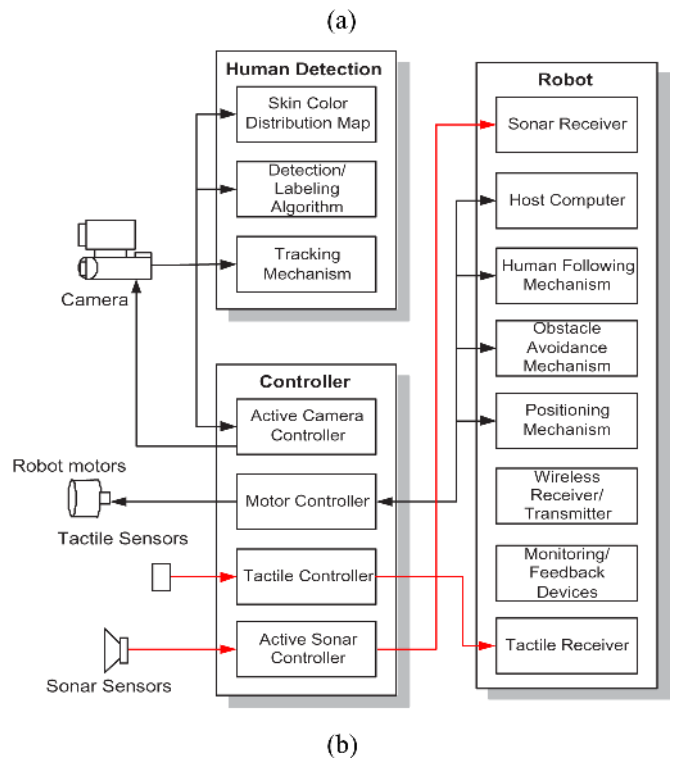 (a)
Human Detection
Skin Color
Distribution Map
Detection/
Labeling
Algorithm
Tracking
Mechanism
Camera
Controller
Active Camera
Controller
Robot motors
Motor Controller
Tactile Sensors
Tactile Controller
Active Sonar
Controller
Sonar Sensors
Robot
Sonar Receiver
Host Computer
Human Following
Mechanism
Obstacle
Avoidance
Mechanism
Positioning
Mechanism
Wireless
Receiver/
Transmitter
Monitoring/
Feedback
Devices
Tactile Receiver
(b)